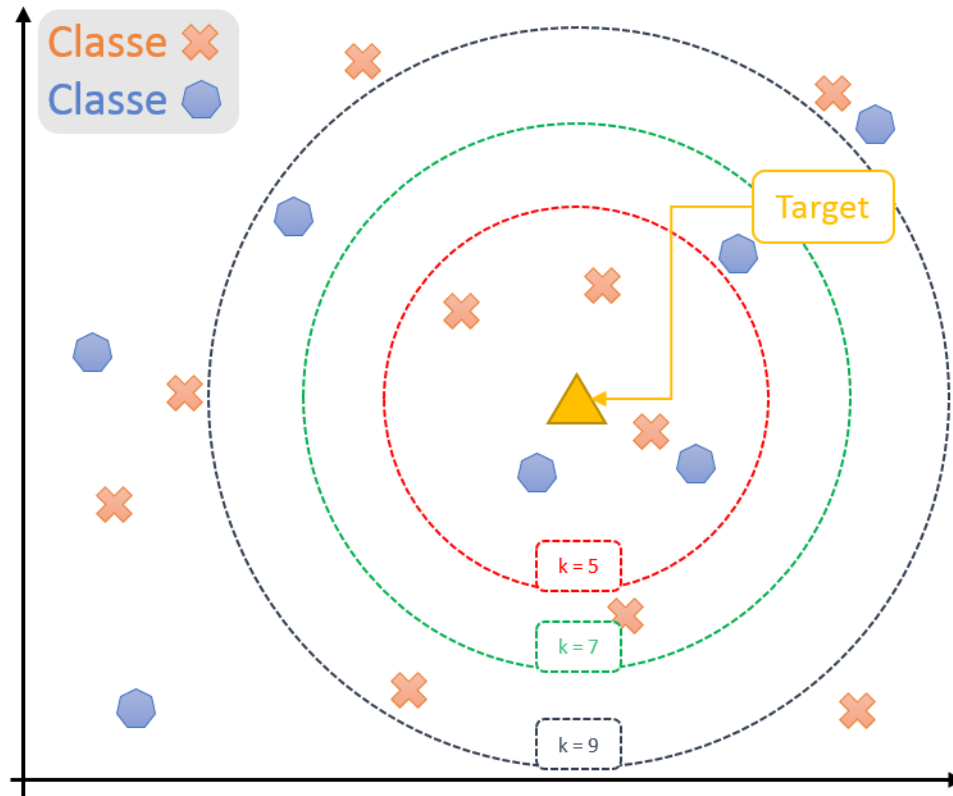 Classe
Classe
Target
k = 5
k = 7
k = 9